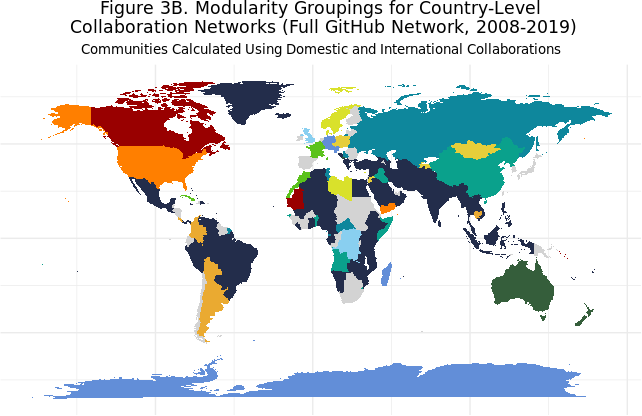 Figure 3B. Modularity Groupings for Country-Level
Collaboration Networks (Full GitHub Network, 2008-2019)
Communities Calculated Using Domestic and International Collaborations